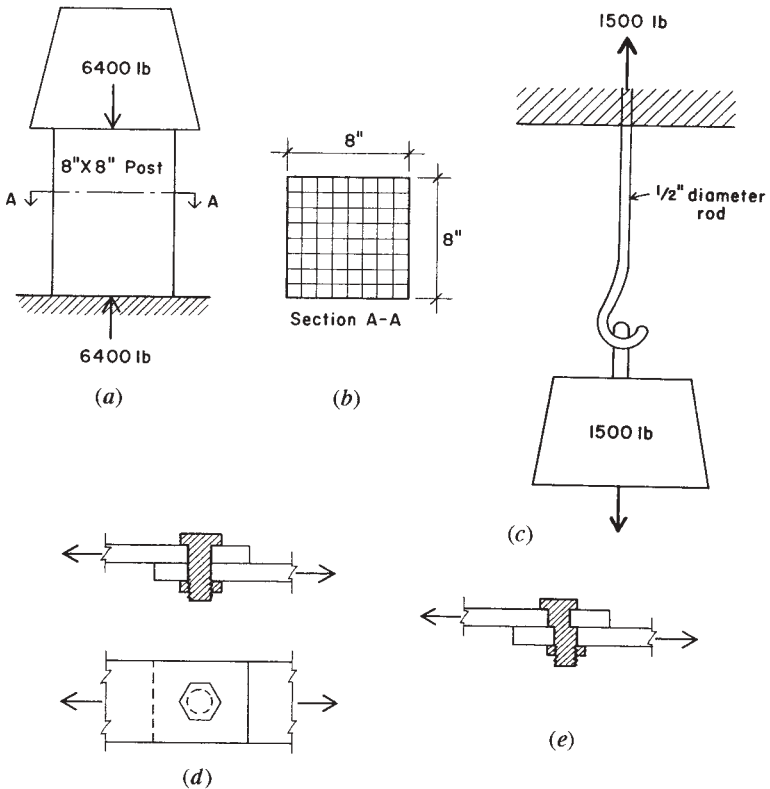 6400 lb
8"X8" Post
A
A
6400 lb
(a)
8"
8"
Section A-A
(b)
1500 lb
1/2" diameter
rod
1500 lb
(c)
(d)
(e)